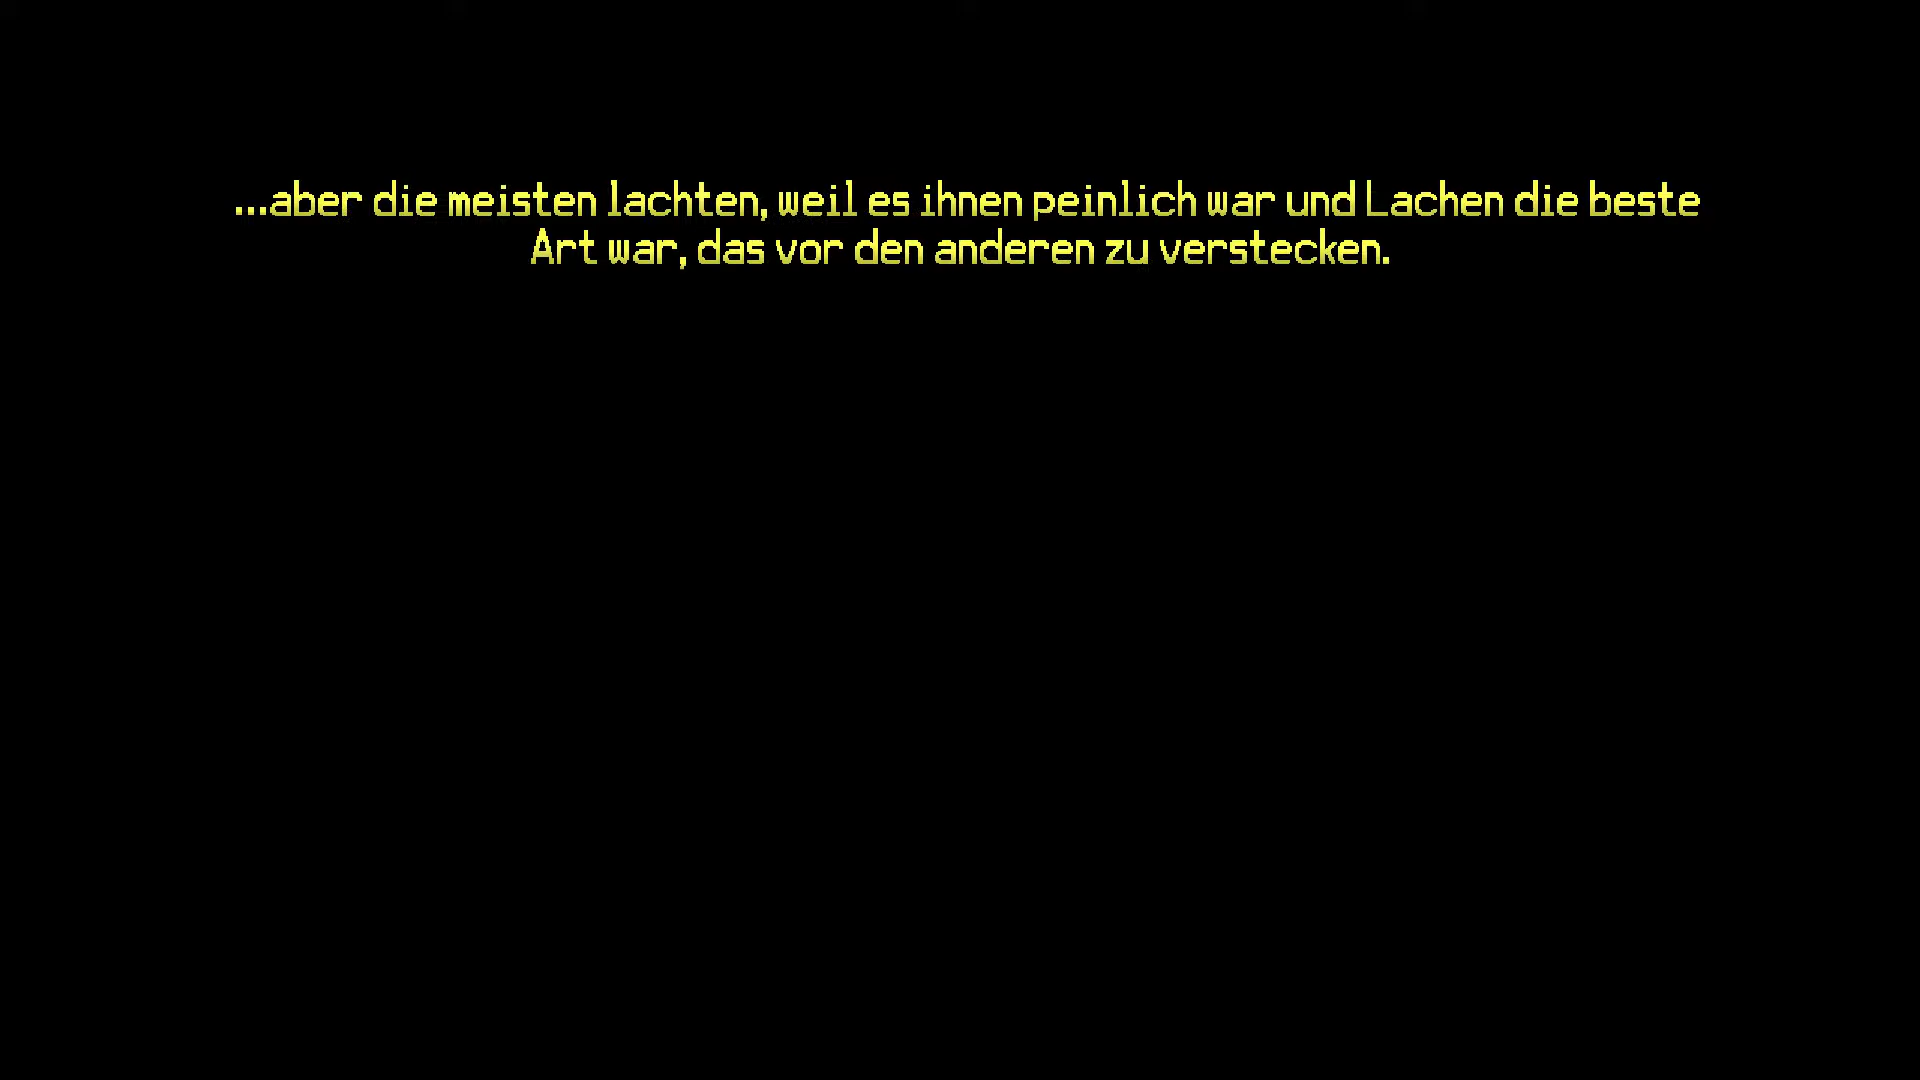 ...aber die meisten lachten, weil es ihnen peinlich war und Lachen die beste
Art war, das vor den anderen zu verstecken.